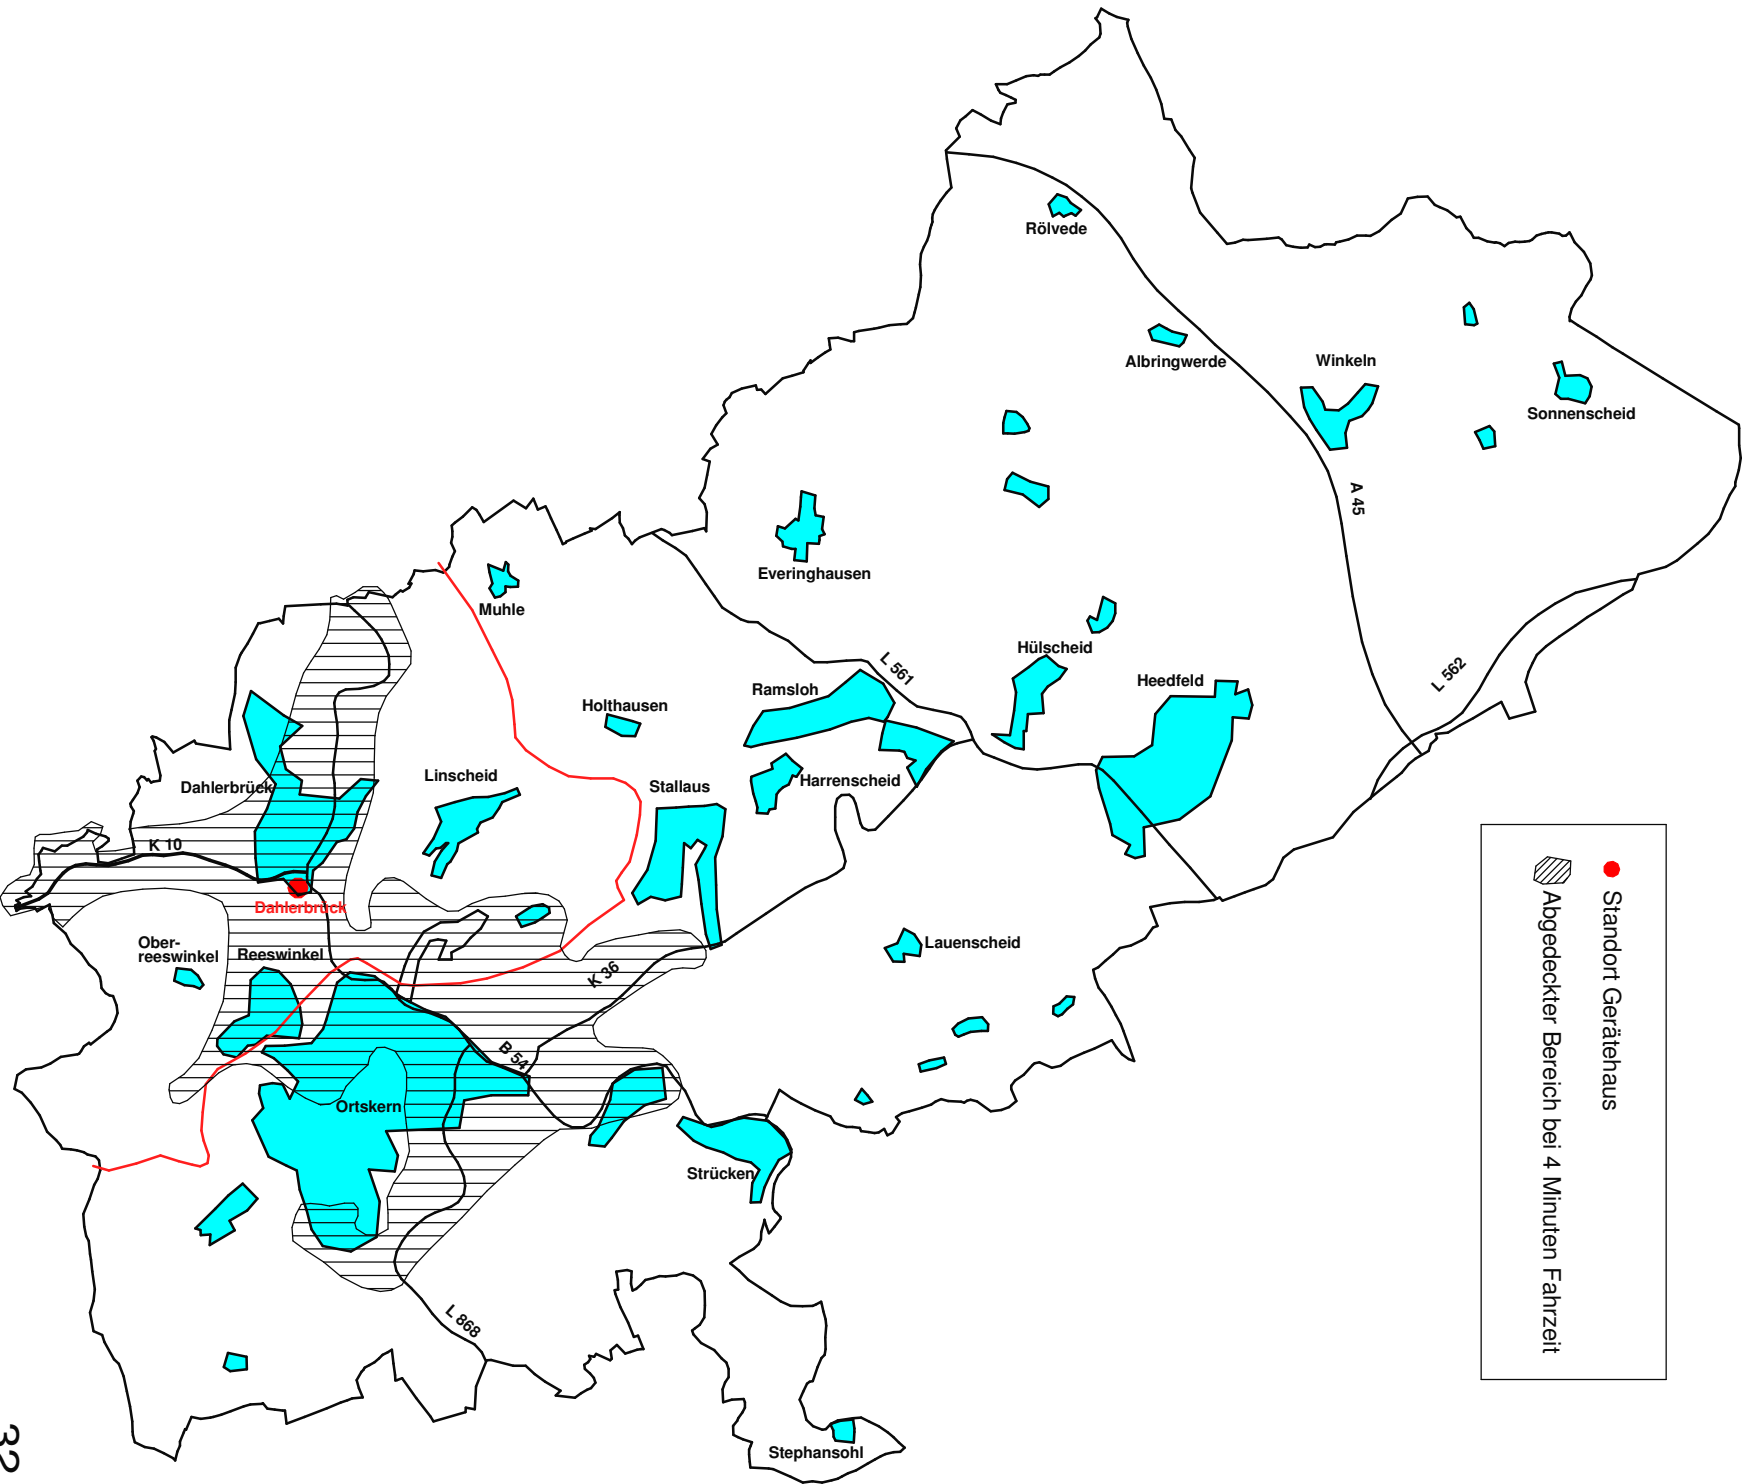 Rölvede
Albringwerde
Winkeln
Sonnenscheid
A 45
Everinghausen
Muhle
Hülscheid
L 561
Heedfeld
L 562
Ramsloh
Holthausen
Harrenscheid
Stallaus
Linscheid
Dahlerbrück
K 10
Dahlerbrück
Ober-
reeswinkel
Reeswinkel
Lauenscheid
K 36
B 54
Ortskern
Strücken
L 868
Stephansohl
Standort Gerätehaus
Abgedeckter Bereich bei 4 Minuten Fahrzeit
32